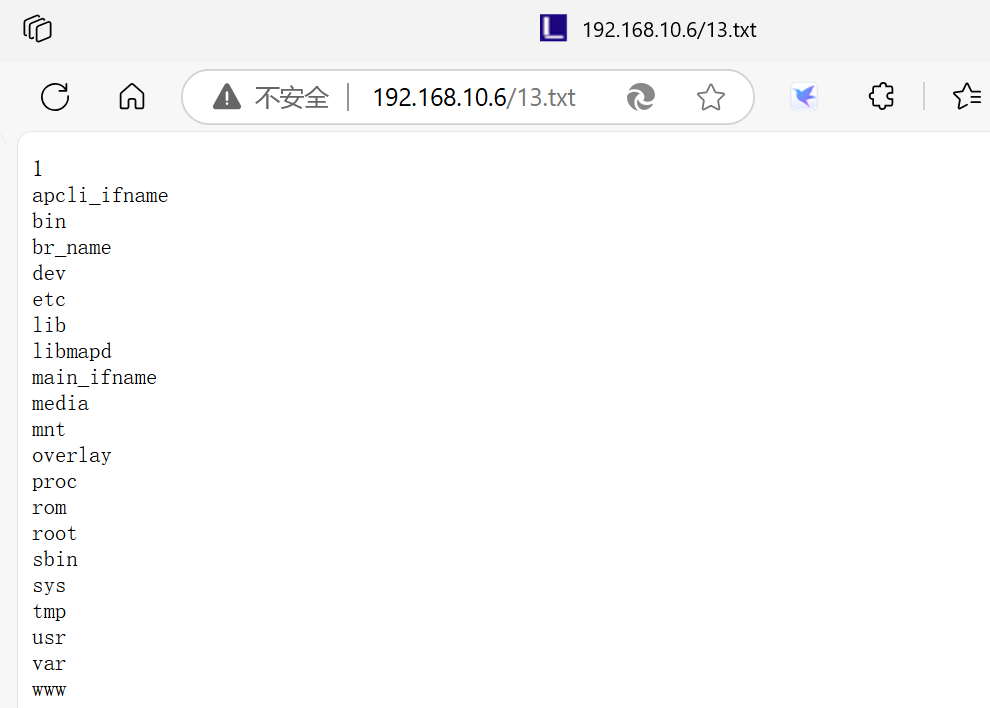 192.168.10.6/13.txt
不安全 192.168.10.6/13.txt
1
apcli_ifname
bin
br_name
dev
etc
lib
libmapd
main_ifname
media
mnt
overlay
proc
rom
root
sbin
sys
tmp
usr
var
www